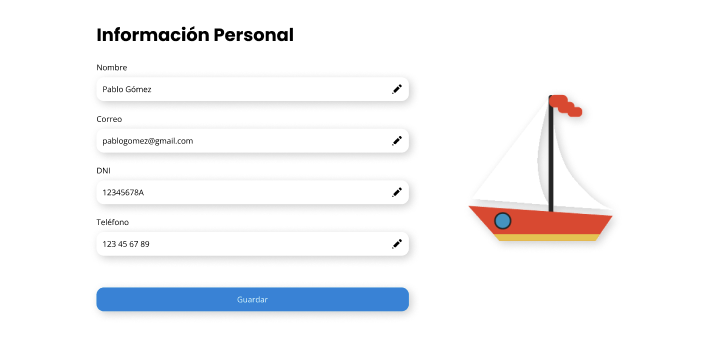 Información Personal
Nombre
Pablo Gómez
Correo
pablogomez@gmail.com
DNI
12345678A
Teléfono
123 45 67 89
Guardar